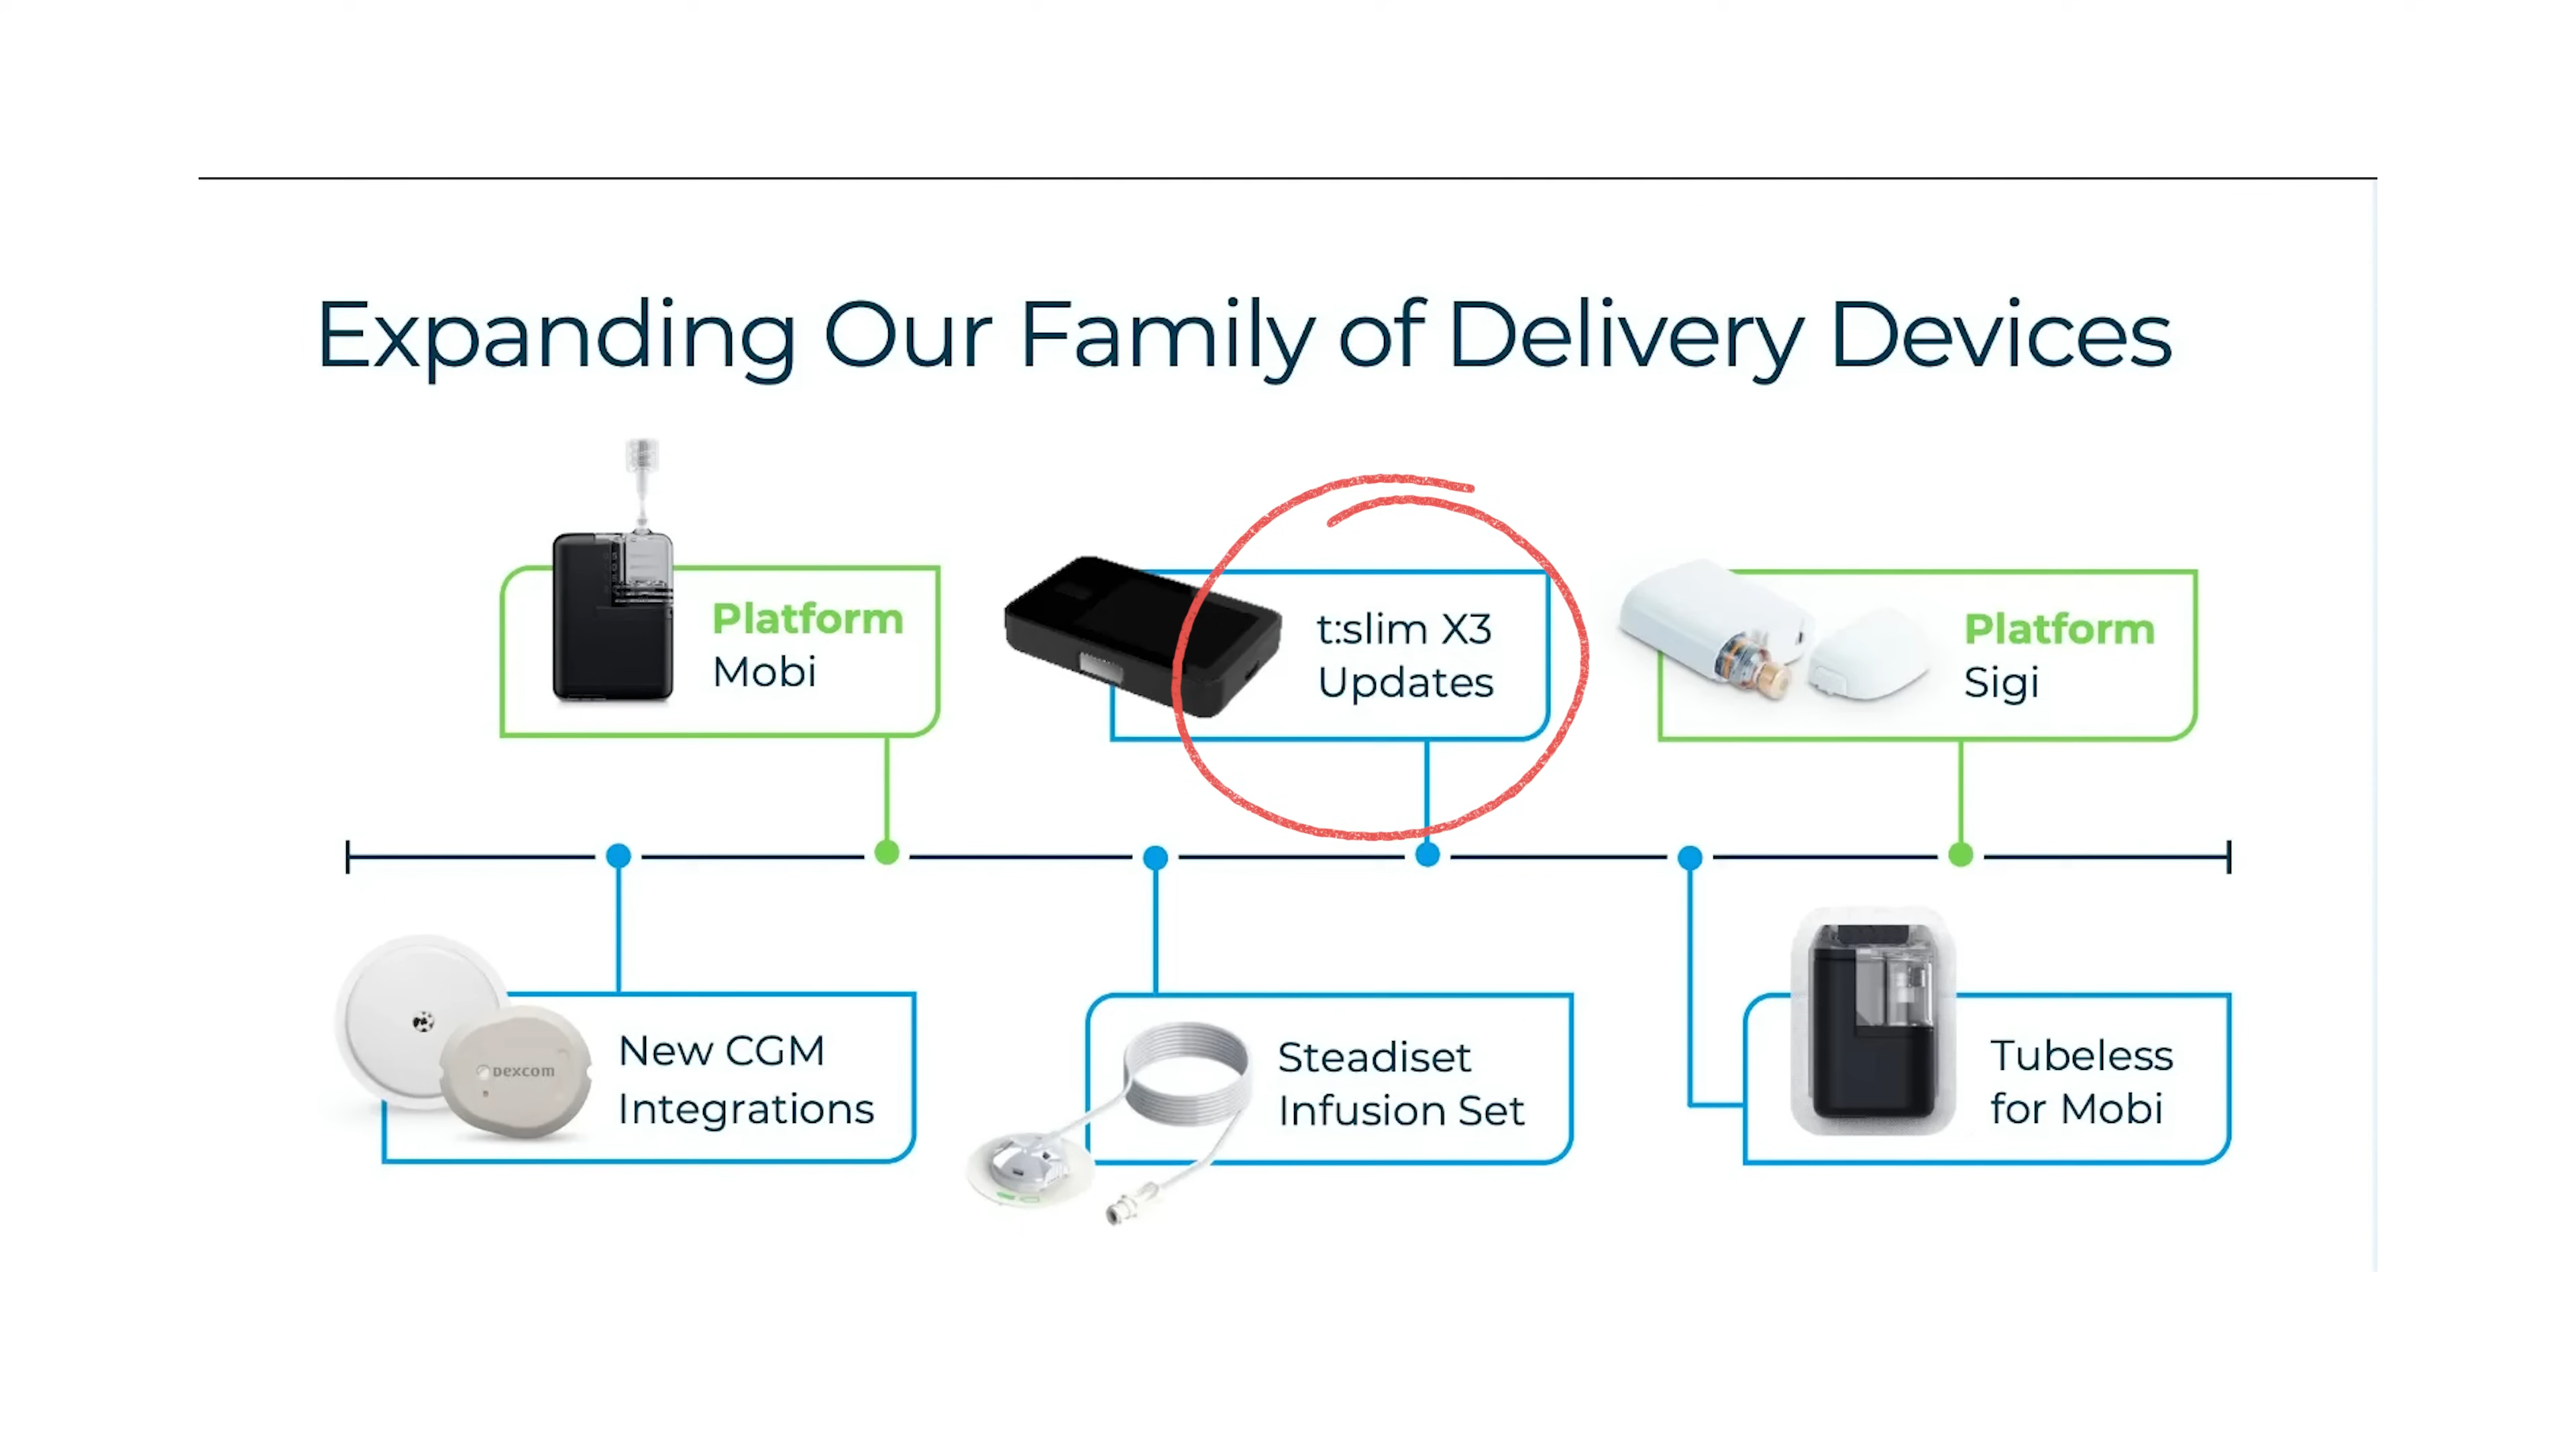 Expanding Our Family of Delivery Devices
Platform
Mobi
t:slim X3
Updates
Platform
Sigi
New CGM
Integrations
Dexcom
Steadiset
Infusion Set
Tubeless
for Mobi